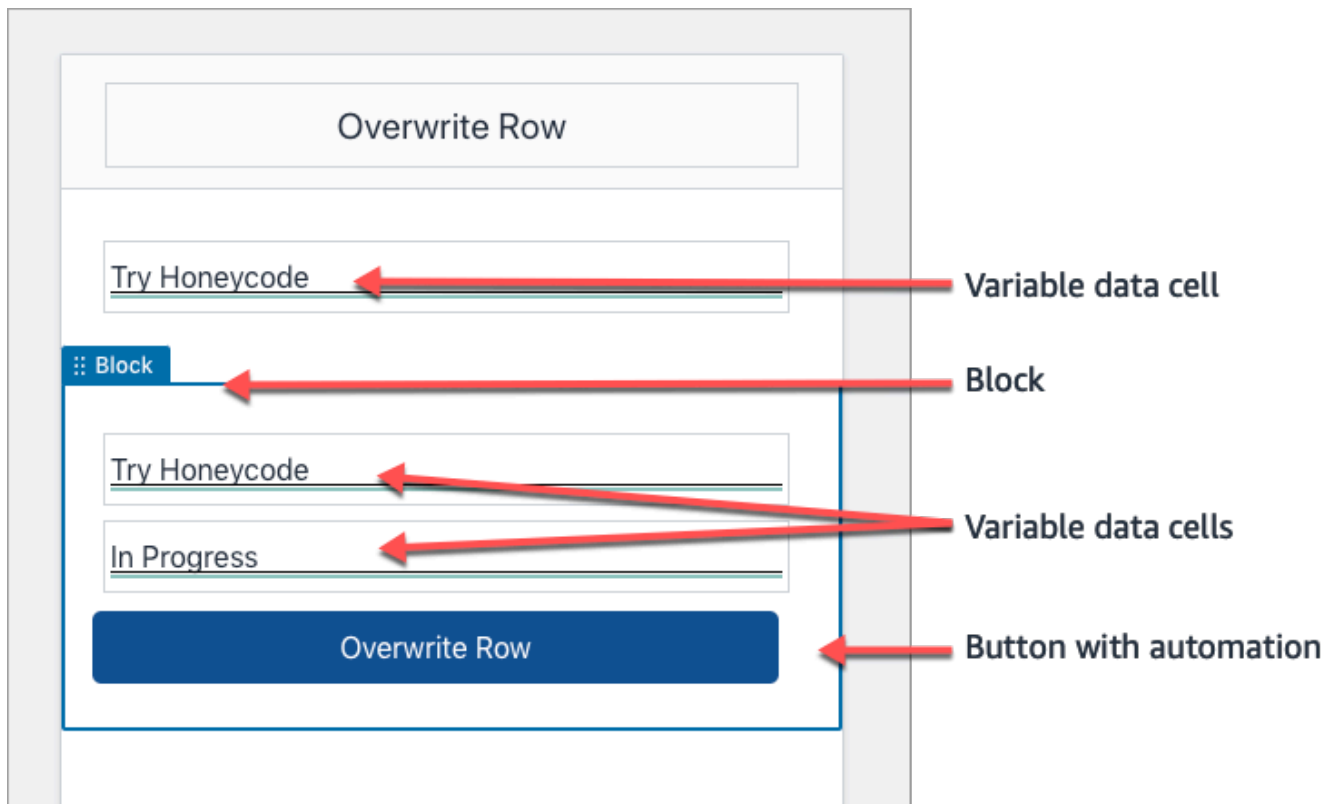 Overwrite Row
Try Honeycode
Variable data cell
Block
Block
Try Honeycode
Variable data cells
In Progress
Overwrite Row
Button with automation